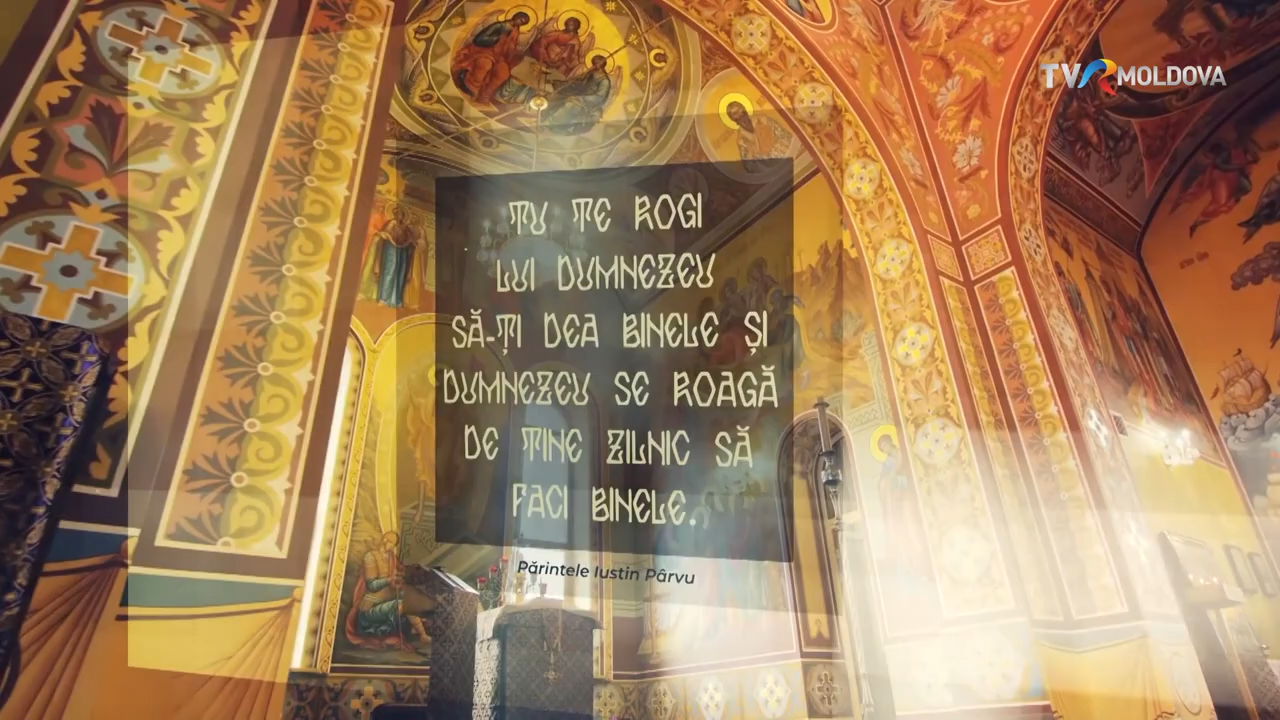 TVR MOLDOVA
TU TE ROGI
LUI DUMNEZEU
SĂ-ȚI DEA BINELE ȘI
DUMNEZEU SE ROAGĂ
DE TINE ZILNIC SĂ
FACI BINELE.
Părintele Iustin Pârvu